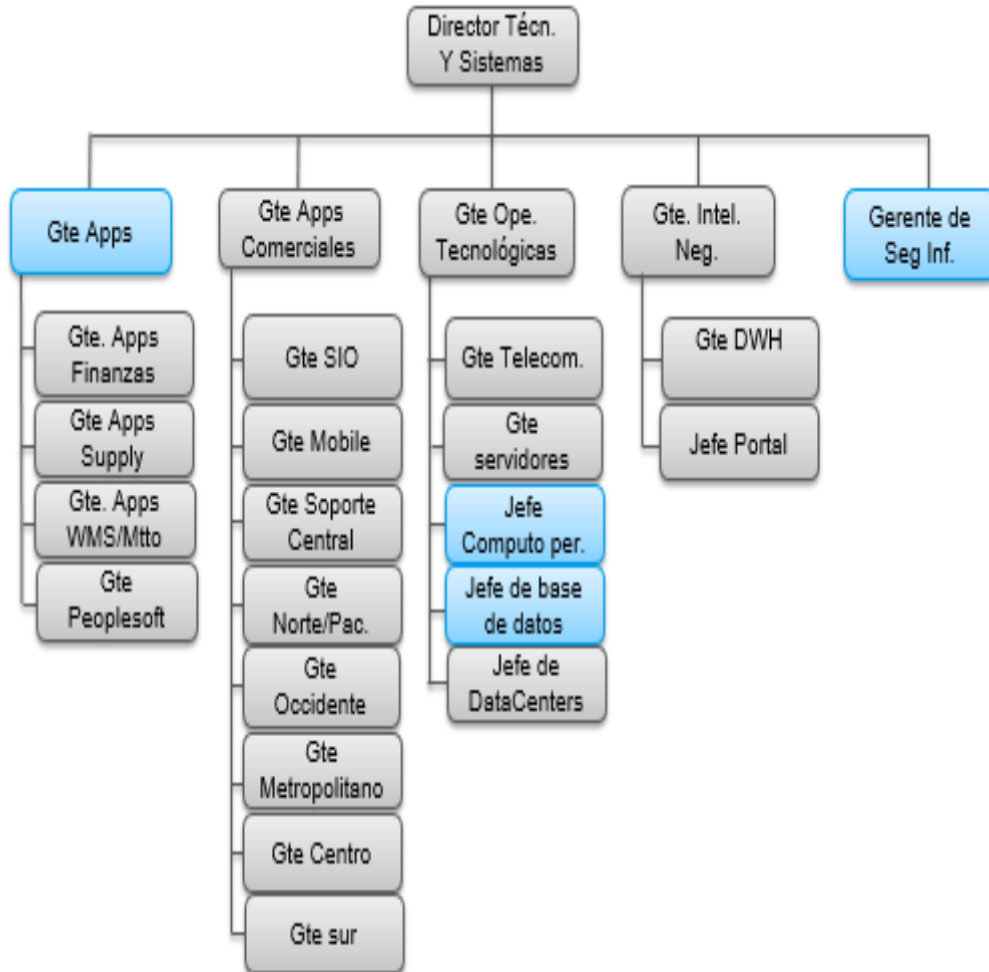 Director Técn.
Y Sistemas
Gte Apps
Gte Apps
Comerciales
Gte Ope.
Tecnológicas
Gte. Intel.
Neg.
Gerente de
Seg Inf.
Gte. Apps
Finanzas
Gte Apps
Supply
Gte. Apps
WMS/Mtto
Gte
Peoplesoft
Gte SIO
Gte Mobile
Gte Soporte
Central
Gte
Norte/Pac.
Gte
Occidente
Gte
Metropolitano
Gte Centro
Gte sur
Gte Telecom.
Gte
servidores
Jefe
Computo per.
Jefe de base
de datos
Jefe de
DataCenters
Gte DWH
Jefe Portal